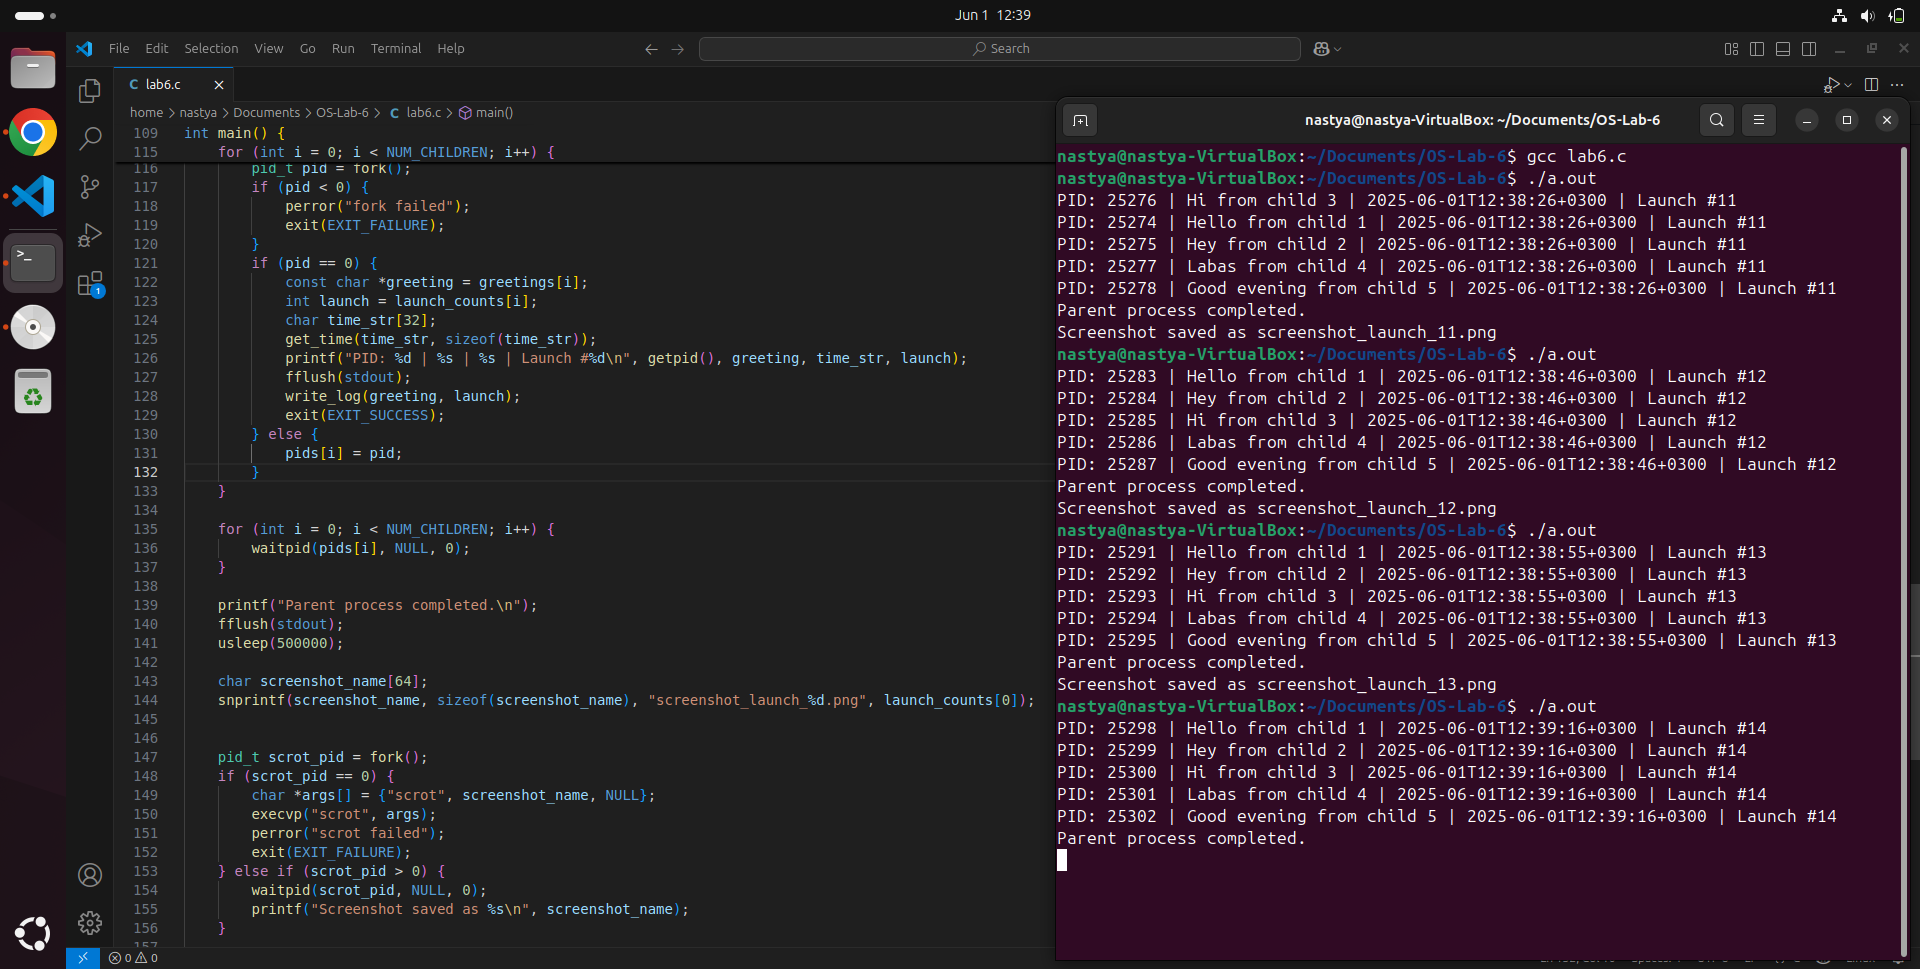 Jun 1 12:39
File Edit Selection View Go Run Terminal Help
Search
lab6.c
home > nastya > Documents > OS-Lab-6 > C lab6.c > main()
109 int main() {
115 for (int i = 0; i < NUM_CHILDREN; i++) {
116 pid_t pid = fork();
117 if (pid < 0) {
118 perror("fork failed");
119 exit(EXIT_FAILURE);
120 }
121 if (pid == 0) {
122 const char *greeting = greetings[i];
123 int launch = launch_counts[i];
124 char time_str[32];
125 get_time(time_str, sizeof(time_str));
126 printf("PID: %d | %s | %s | Launch #%d\n", getpid(), greeting, time_str, launch);
127 fflush(stdout);
128 write_log(greeting, launch);
129 exit(EXIT_SUCCESS);
130 } else {
131 pids[i] = pid;
132 }
133 }
134
135 for (int i = 0; i < NUM_CHILDREN; i++) {
136 waitpid(pids[i], NULL, 0);
137 }
138
139 printf("Parent process completed.\n");
140 fflush(stdout);
141 usleep(500000);
142
143 char screenshot_name[64];
144 snprintf(screenshot_name, sizeof(screenshot_name), "screenshot_launch_%d.png", launch_counts[0]);
145
146
147 pid_t scrot_pid = fork();
148 if (scrot_pid == 0) {
149 char *args[] = {"scrot", screenshot_name, NULL};
150 execvp("scrot", args);
151 perror("scrot failed");
152 exit(EXIT_FAILURE);
153 } else if (scrot_pid > 0) {
154 waitpid(scrot_pid, NULL, 0);
155 printf("Screenshot saved as %s\n", screenshot_name);
156 }
157
1
0 0
nastya@nastya-VirtualBox: ~/Documents/OS-Lab-6
nastya@nastya-VirtualBox:~/Documents/OS-Lab-6$ gcc lab6.c
nastya@nastya-VirtualBox:~/Documents/OS-Lab-6$ ./a.out
PID: 25276 | Hi from child 3 | 2025-06-01T12:38:26+0300 | Launch #11
PID: 25274 | Hello from child 1 | 2025-06-01T12:38:26+0300 | Launch #11
PID: 25275 | Hey from child 2 | 2025-06-01T12:38:26+0300 | Launch #11
PID: 25277 | Labas from child 4 | 2025-06-01T12:38:26+0300 | Launch #11
PID: 25278 | Good evening from child 5 | 2025-06-01T12:38:26+0300 | Launch #11
Parent process completed.
Screenshot saved as screenshot_launch_11.png
nastya@nastya-VirtualBox:~/Documents/OS-Lab-6$ ./a.out
PID: 25283 | Hello from child 1 | 2025-06-01T12:38:46+0300 | Launch #12
PID: 25284 | Hey from child 2 | 2025-06-01T12:38:46+0300 | Launch #12
PID: 25285 | Hi from child 3 | 2025-06-01T12:38:46+0300 | Launch #12
PID: 25286 | Labas from child 4 | 2025-06-01T12:38:46+0300 | Launch #12
PID: 25287 | Good evening from child 5 | 2025-06-01T12:38:46+0300 | Launch #12
Parent process completed.
Screenshot saved as screenshot_launch_12.png
nastya@nastya-VirtualBox:~/Documents/OS-Lab-6$ ./a.out
PID: 25291 | Hello from child 1 | 2025-06-01T12:38:55+0300 | Launch #13
PID: 25292 | Hey from child 2 | 2025-06-01T12:38:55+0300 | Launch #13
PID: 25293 | Hi from child 3 | 2025-06-01T12:38:55+0300 | Launch #13
PID: 25294 | Labas from child 4 | 2025-06-01T12:38:55+0300 | Launch #13
PID: 25295 | Good evening from child 5 | 2025-06-01T12:38:55+0300 | Launch #13
Parent process completed.
Screenshot saved as screenshot_launch_13.png
nastya@nastya-VirtualBox:~/Documents/OS-Lab-6$ ./a.out
PID: 25298 | Hello from child 1 | 2025-06-01T12:39:16+0300 | Launch #14
PID: 25299 | Hey from child 2 | 2025-06-01T12:39:16+0300 | Launch #14
PID: 25300 | Hi from child 3 | 2025-06-01T12:39:16+0300 | Launch #14
PID: 25301 | Labas from child 4 | 2025-06-01T12:39:16+0300 | Launch #14
PID: 25302 | Good evening from child 5 | 2025-06-01T12:39:16+0300 | Launch #14
Parent process completed.